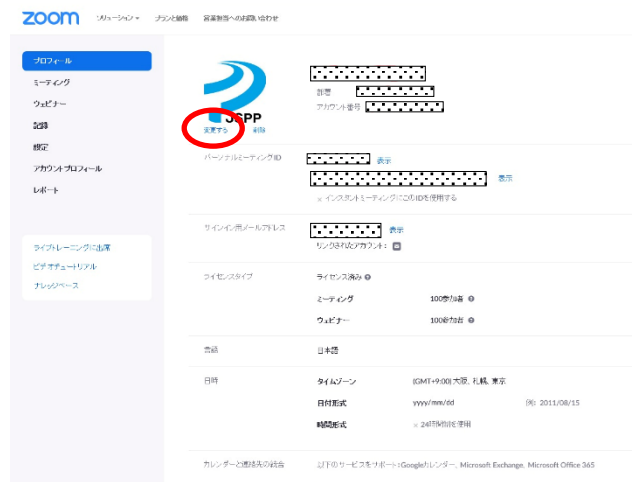 zoom ソリューション プランと価格 営業担当へのお問い合わせ
プロフィール
ミーティング
ウェビナー
記録
設定
アカウントプロフィール
レポート
ライブトレーニングに出席
ビデオチュートリアル
ナレッジベース
JSPP
変更する 削除
部署
アカウント番号
パーソナルミーティングID 表示
表示
× インスタントミーティングにこのIDを使用する
サインイン用メールアドレス 表示
リンクされたアカウント:
ライセンスタイプ ライセンス済み
ミーティング 100参加者
ウェビナー 100参加者
言語 日本語
日時 タイムゾーン (GMT+9:00) 大阪、札幌、東京
日付形式 yyyy/mm/dd 例: 2011/08/15
時間形式 × 24時間制を使用
カレンダーと連絡先の統合 以下のサービスをサポート:Googleカレンダー、Microsoft Exchange、Microsoft Office 365